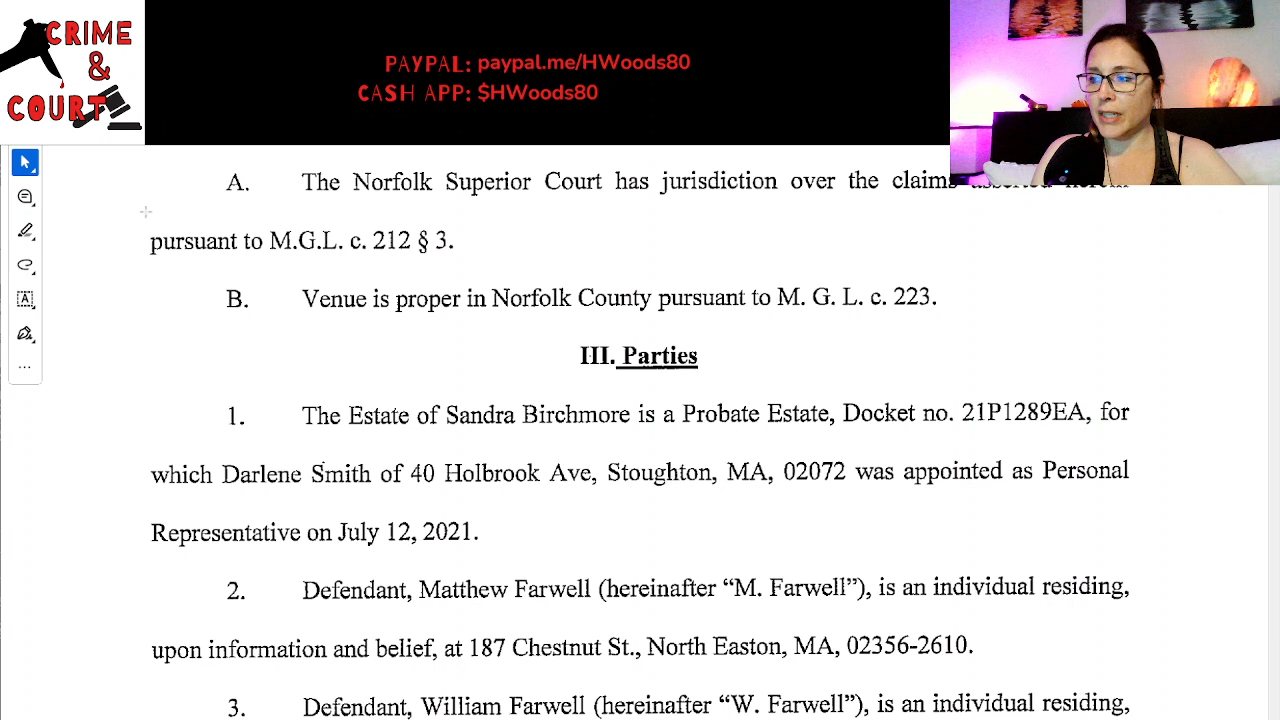 CRIME
&
COURT
PAYPAL: paypal.me/HWoods80
CASH APP: $HWoods80
A. The Norfolk Superior Court has jurisdiction over the claims asserted herein
pursuant to M.G.L. c. 212 § 3.
B. Venue is proper in Norfolk County pursuant to M. G. L. c. 223.
III. Parties
1. The Estate of Sandra Birchmore is a Probate Estate, Docket no. 21P1289EA, for
which Darlene Smith of 40 Holbrook Ave, Stoughton, MA, 02072 was appointed as Personal
Representative on July 12, 2021.
2. Defendant, Matthew Farwell (hereinafter “M. Farwell”), is an individual residing,
upon information and belief, at 187 Chestnut St., North Easton, MA, 02356-2610.
3. Defendant, William Farwell (hereinafter “W. Farwell”), is an individual residing,